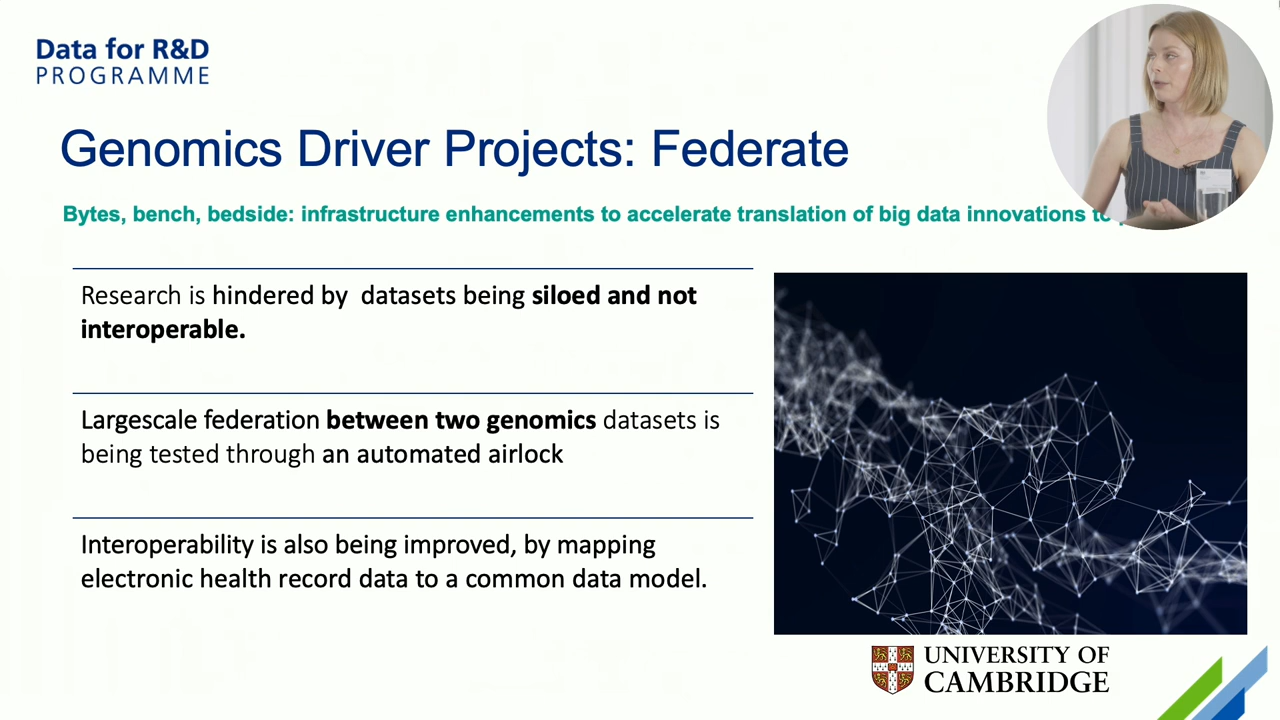 Data for R&D
PROGRAMME
Genomics Driver Projects: Federate
Bytes, bench, bedside: infrastructure enhancements to accelerate translation of big data innovations to
Research is hindered by  datasets being siloed and not
interoperable.
Largescale federation between two genomics datasets is
being tested through an automated airlock
Interoperability is also being improved, by mapping
electronic health record data to a common data model.
UNIVERSITY OF
CAMBRIDGE